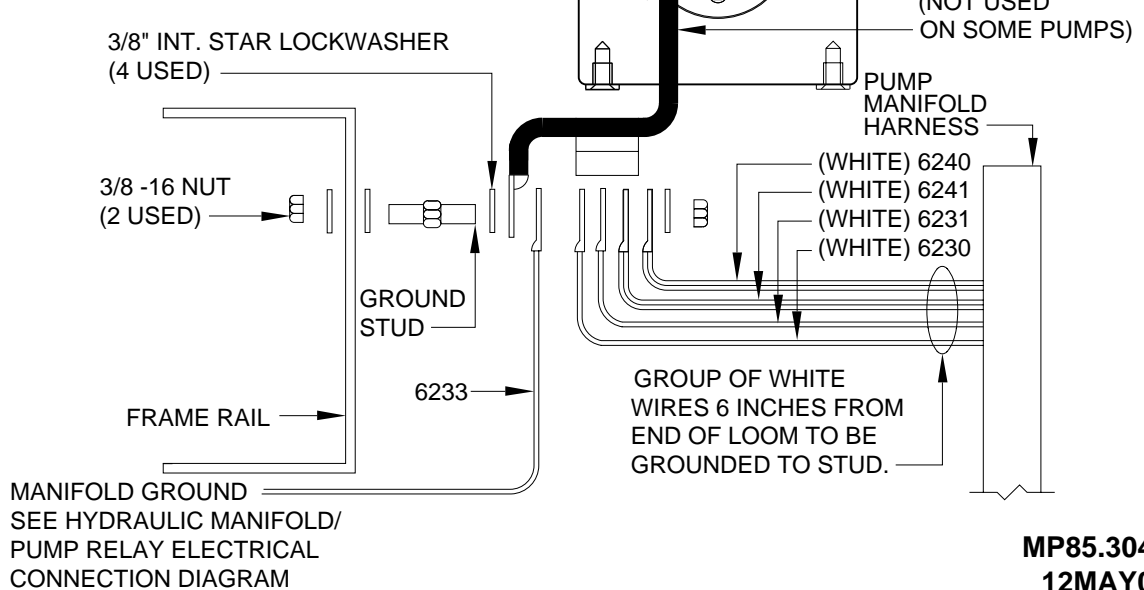 (NOT USED
ON SOME PUMPS)
3/8" INT. STAR LOCKWASHER
(4 USED)
PUMP
MANIFOLD
HARNESS
3/8 -16 NUT
(2 USED)
(WHITE) 6240
(WHITE) 6241
(WHITE) 6231
(WHITE) 6230
GROUND
STUD
6233
FRAME RAIL
GROUP OF WHITE
WIRES 6 INCHES FROM
END OF LOOM TO BE
GROUNDED TO STUD.
MANIFOLD GROUND
SEE HYDRAULIC MANIFOLD/
PUMP RELAY ELECTRICAL
CONNECTION DIAGRAM
MP85.304
12MAY0